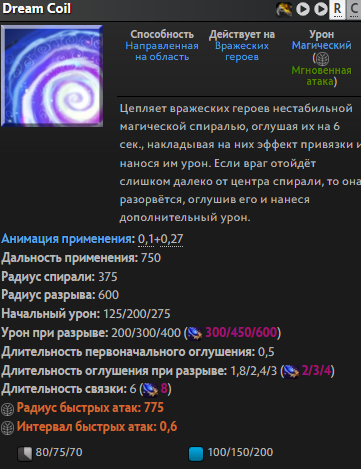 Dream Coil
R C
Способность
Направленная
на область
Действует на
Вражеских
героев
Урон
Магический
(
Мгновенная
атака)
Цепляет вражеских героев нестабильной
магической спиралью, оглушая их на 6
сек., накладывая на них эффект привязки и
нанося им урон. Если враг отойдёт
слишком далеко от центра спирали, то она
разорвётся, оглушив его и нанеся
дополнительный урон.
Анимация применения: 0,1+0,27
Дальность применения: 750
Радиус спирали: 375
Радиус разрыва: 600
Начальный урон: 125/200/275
Урон при разрыве: 200/300/400 ( 300/450/600)
Длительность первоначального оглушения: 0,5
Длительность оглушения при разрыве: 1,8/2,4/3 ( 2/3/4)
Длительность связки: 6 ( 8)
Радиус быстрых атак: 775
Интервал быстрых атак: 0,6
80/75/70 100/150/200